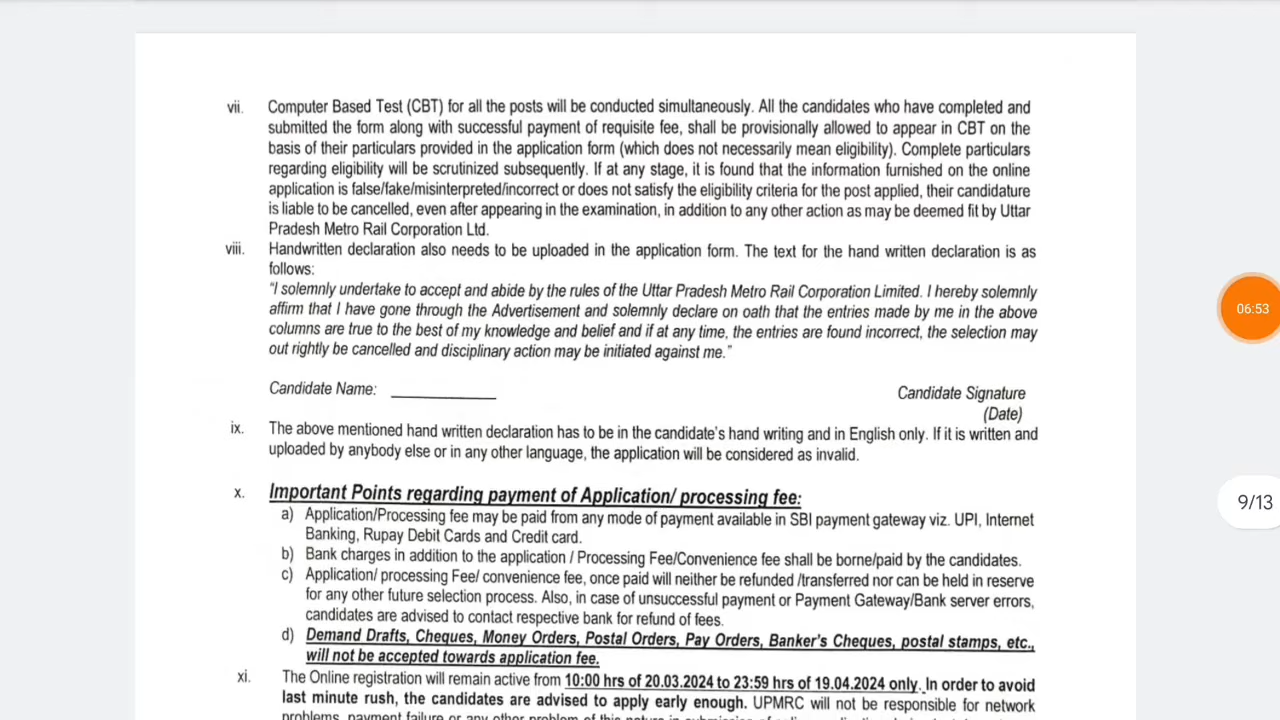 vii. Computer Based Test (CBT) for all the posts will be conducted simultaneously. All the candidates who have completed and
submitted the form along with successful payment of requisite fee, shall be provisionally allowed to appear in CBT on the
basis of their particulars provided in the application form (which does not necessarily mean eligibility). Complete particulars
regarding eligibility will be scrutinized subsequently. If at any stage, it is found that the information furnished on the online
application is false/fake/misinterpreted/incorrect or does not satisfy the eligibility criteria for the post applied, their candidature
is liable to be cancelled, even after appearing in the examination, in addition to any other action as may be deemed fit by Uttar
Pradesh Metro Rail Corporation Ltd.
viii. Handwritten declaration also needs to be uploaded in the application form. The text for the hand written declaration is as
follows:
"I solemnly undertake to accept and abide by the rules of the Uttar Pradesh Metro Rail Corporation Limited. I hereby solemnly
affirm that I have gone through the Advertisement and solemnly declare on oath that the entries made by me in the above
columns are true to the best of my knowledge and belief and if at any time, the entries are found incorrect, the selection may
out rightly be cancelled and disciplinary action may be initiated against me."
06:53
Candidate Name: __________ Candidate Signature
(Date)
ix. The above mentioned hand written declaration has to be in the candidate's hand writing and in English only. If it is written and
uploaded by anybody else or in any other language, the application will be considered as invalid.
x. Important Points regarding payment of Application/ processing fee:
9/13
a) Application/Processing fee may be paid from any mode of payment available in SBI payment gateway viz. UPI, Internet
Banking, Rupay Debit Cards and Credit card.
b) Bank charges in addition to the application / Processing Fee/Convenience fee shall be borne/paid by the candidates.
c) Application/ processing Fee/ convenience fee, once paid will neither be refunded /transferred nor can be held in reserve
for any other future selection process. Also, in case of unsuccessful payment or Payment Gateway/Bank server errors,
candidates are advised to contact respective bank for refund of fees.
d) Demand Drafts, Cheques, Money Orders, Postal Orders, Pay Orders, Banker's Cheques, postal stamps, etc.,
will not be accepted towards application fee.
xi. The Online registration will remain active from 10:00 hrs of 20.03.2024 to 23:59 hrs of 19.04.2024 only. In order to avoid
last minute rush, the candidates are advised to apply early enough. UPMRC will not be responsible for network
problems, payment failure or any other problem of this nature in submission of